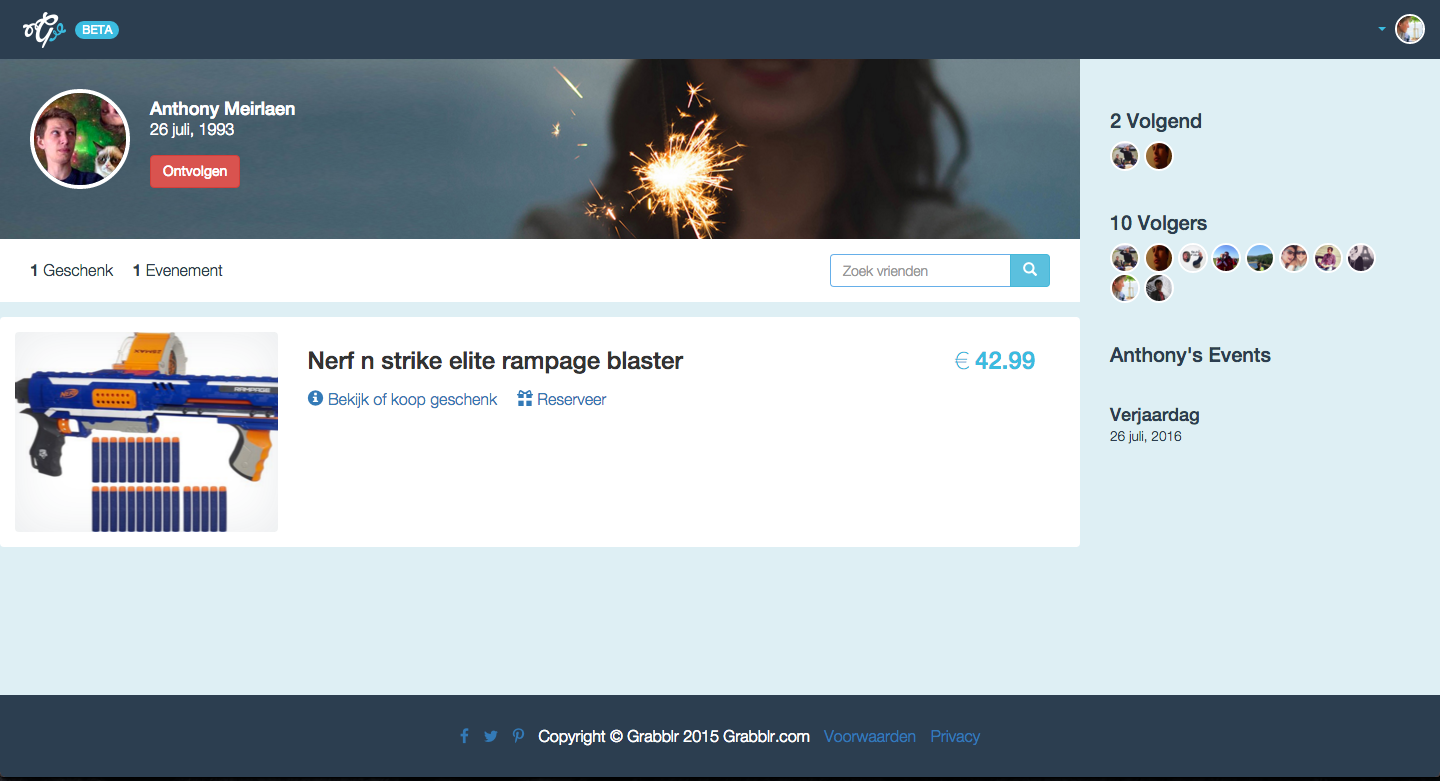 BETA
Anthony Meirlaen
26 juli, 1993
Ontvolgen
1 Geschenk 1 Evenement
Zoek vrienden
Nerf n strike elite rampage blaster
€ 42.99
Bekijk of koop geschenk Reserveer
RAMPAGE
2 Volgend
10 Volgers
Anthony's Events
Verjaardag
26 juli, 2016
Copyright © Grabblr 2015 Grabblr.com Voorwaarden Privacy